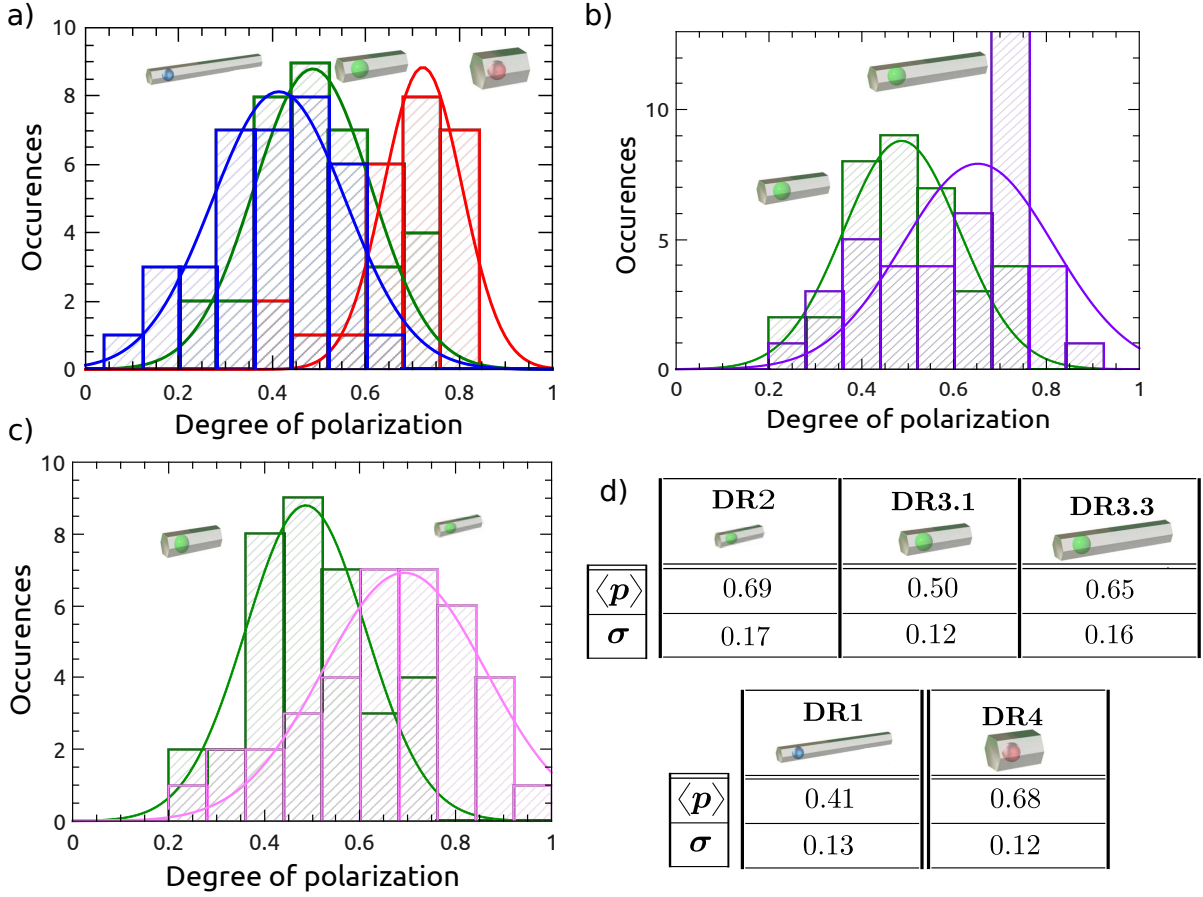 a)
10
8
6
4
2
0
Occurences
0 0.2 0.4 0.6 0.8 1
Degree of polarization
b)
10
5
0
Occurences
0 0.2 0.4 0.6 0.8 1
Degree of polarization
c)
10
8
6
4
2
0
Occurences
0 0.2 0.4 0.6 0.8 1
Degree of polarization
d)
DR2 DR3.1 DR3.3
⟨p⟩ 0.69 0.50 0.65
σ 0.17 0.12 0.16
DR1 DR4
⟨p⟩ 0.41 0.68
σ 0.13 0.12